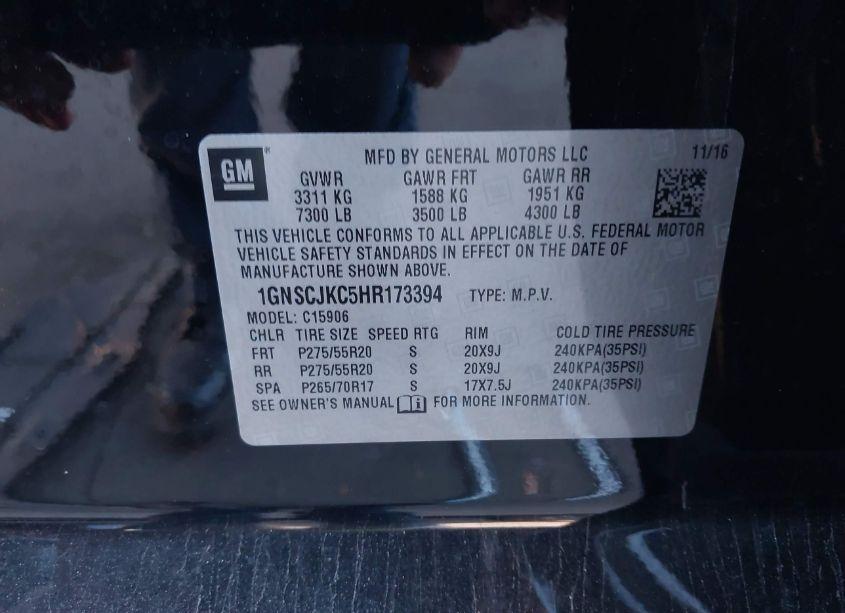 GM ®
MFD BY GENERAL MOTORS LLC 11/16
GVWR GAWR FRT GAWR RR
3311 KG 1588 KG 1951 KG
7300 LB 3500 LB 4300 LB
THIS VEHICLE CONFORMS TO ALL APPLICABLE U.S. FEDERAL MOTOR
VEHICLE SAFETY STANDARDS IN EFFECT ON THE DATE OF
MANUFACTURE SHOWN ABOVE.
1GNSCJKC5HR173394 TYPE: M.P.V.
MODEL: C15906
CHLR TIRE SIZE SPEED RTG RIM COLD TIRE PRESSURE
FRT P275/55R20 S 20X9J 240KPA(35PSI)
RR P275/55R20 S 20X9J 240KPA(35PSI)
SPA P265/70R17 S 17X7.5J 240KPA(35PSI)
SEE OWNER'S MANUAL FOR MORE INFORMATION.